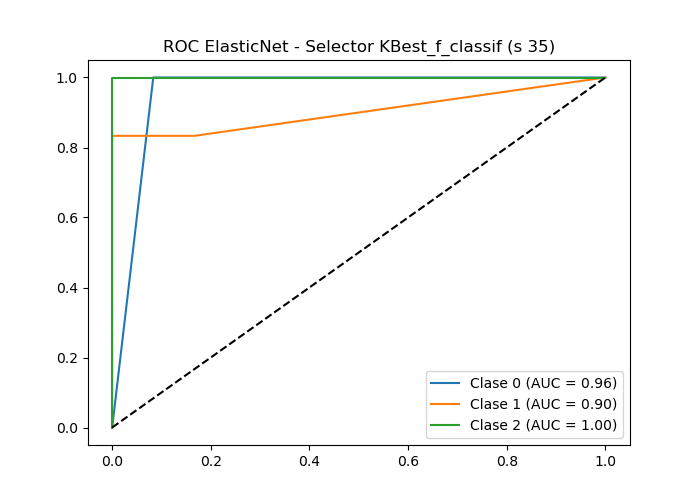 ROC ElasticNet - Selector KBest_f_classif (s 35)
1.0
0.8
0.6
0.4
0.2
0.0
0.0 0.2 0.4 0.6 0.8 1.0
Clase 0 (AUC = 0.96)
Clase 1 (AUC = 0.90)
Clase 2 (AUC = 1.00)